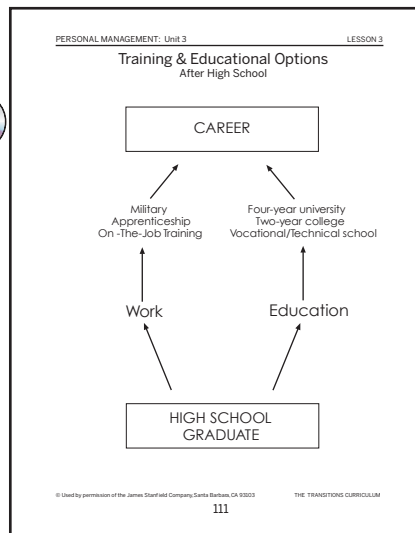 PERSONAL MANAGEMENT: Unit 3 LESSON 3
Training & Educational Options
After High School
CAREER
Military
Apprenticeship
On -The-Job Training
Four-year university
Two-year college
Vocational/Technical school
Work
Education
HIGH SCHOOL
GRADUATE
© Used by permission of the James Stanfield Company, Santa Barbara, CA 93103 THE TRANSITIONS CURRICULUM
111